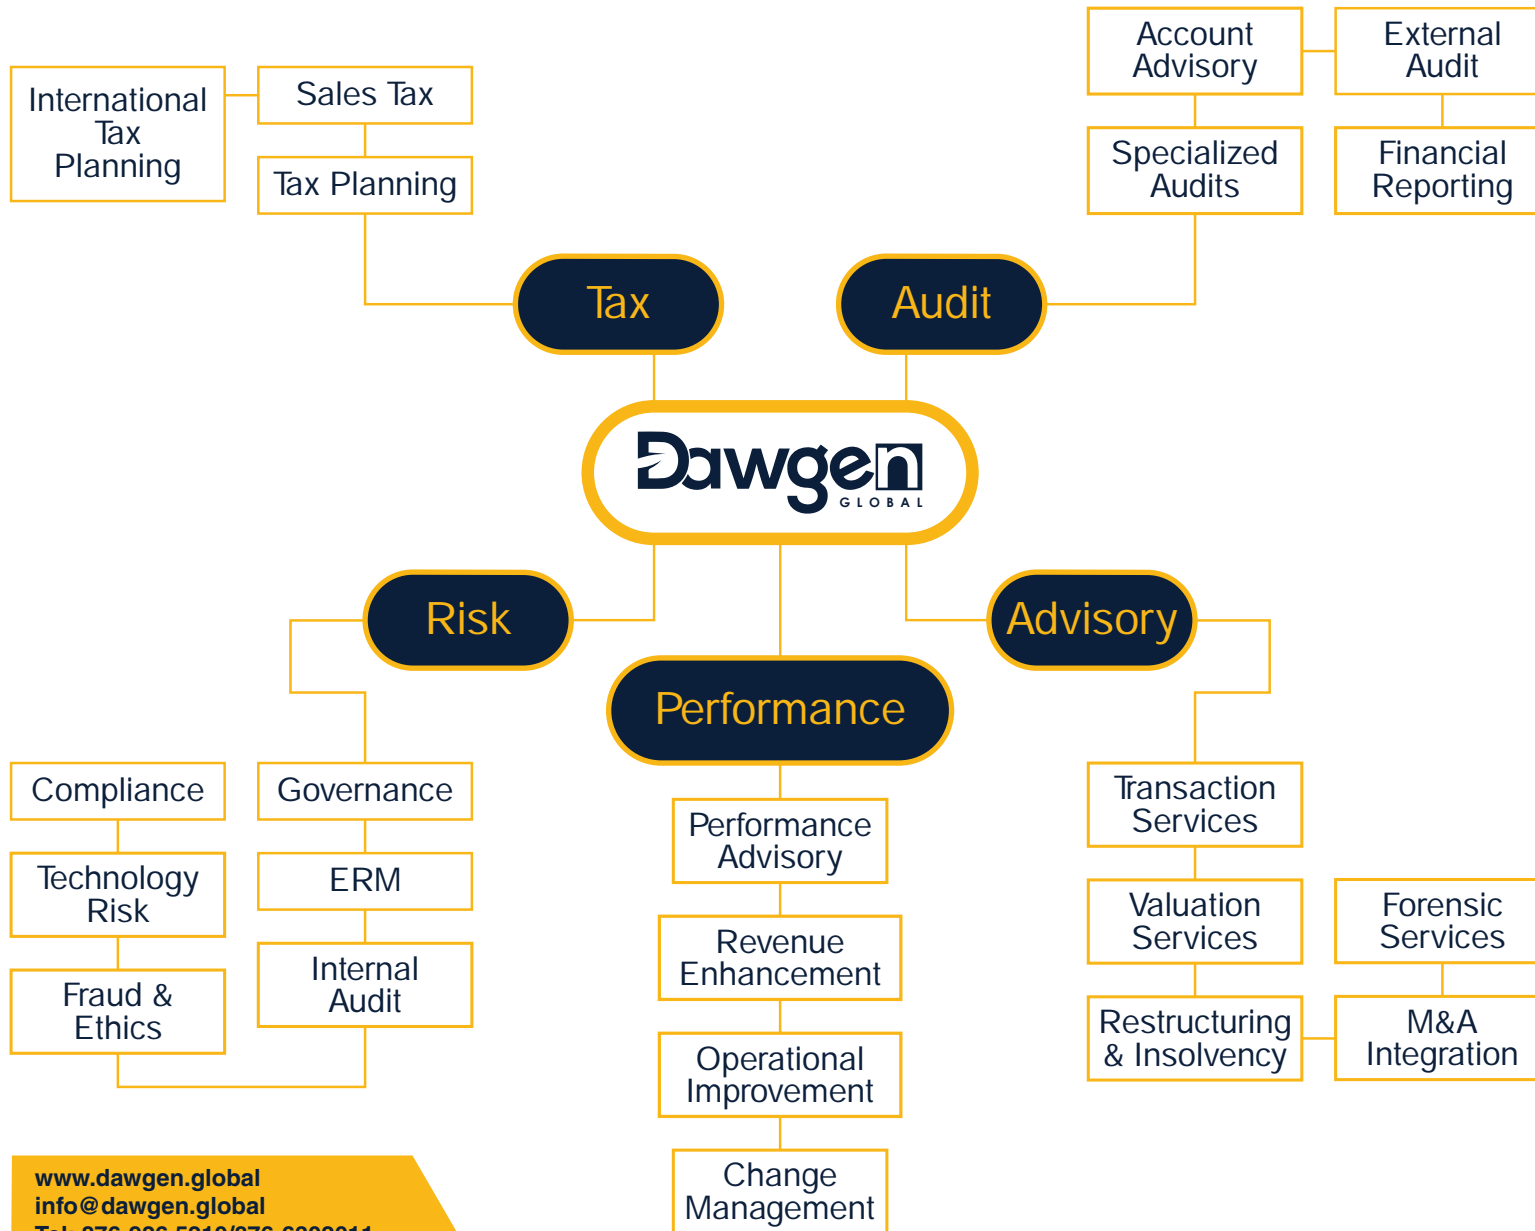 International
Tax
Planning
Sales Tax
Tax Planning
Account
Advisory
External
Audit
Specialized
Audits
Financial
Reporting
Tax
Audit
Dawgen
GLOBAL
Risk
Advisory
Performance
Compliance
Governance
Technology
Risk
ERM
Fraud &
Ethics
Internal
Audit
Performance
Advisory
Revenue
Enhancement
Operational
Improvement
Change
Management
Transaction
Services
Valuation
Services
Forensic
Services
Restructuring
& Insolvency
M&A
Integration
www.dawgen.global
info@dawgen.global